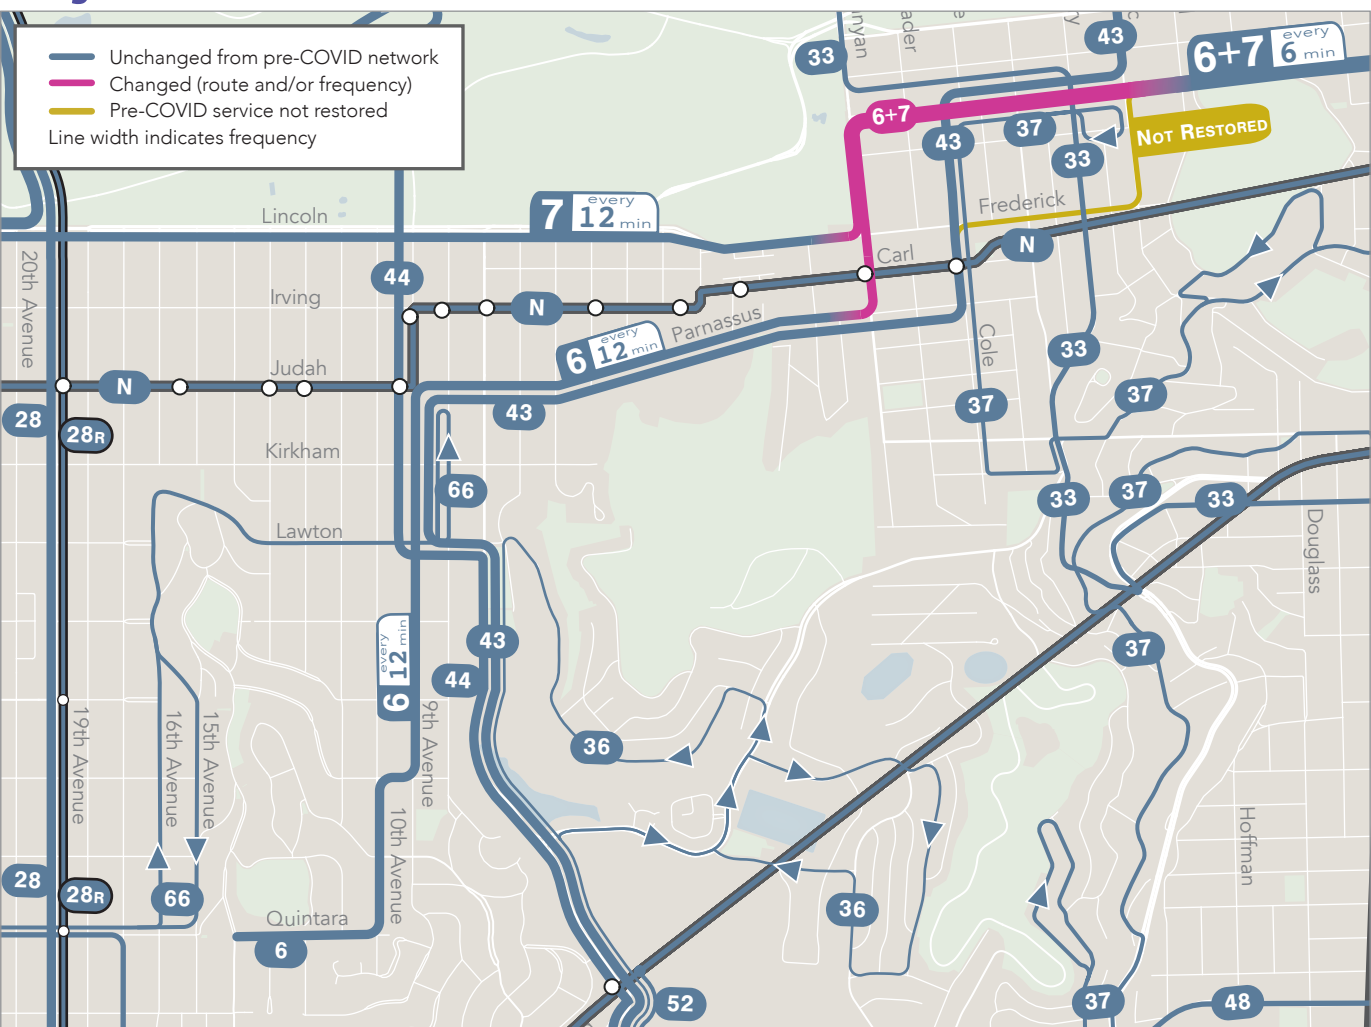 Unchanged from pre-COVID network
Changed (route and/or frequency)
Pre-COVID service not restored
Line width indicates frequency
33
43
6+7 every 6 min
6+7
43
37
33
NOT RESTORED
Lincoln
7 every 12 min
Frederick
N
Carl
20th Avenue
44
Irving
N
Parnassus
6 every 12 min
Cole
33
Judah
N
43
37
37
28
28R
Kirkham
66
33
37
33
Lawton
Douglass
6 every 12 min
43
44
37
9th Avenue
19th Avenue
16th Avenue
15th Avenue
36
10th Avenue
Hoffman
28
28R
66
Quintara
6
36
52
37
48